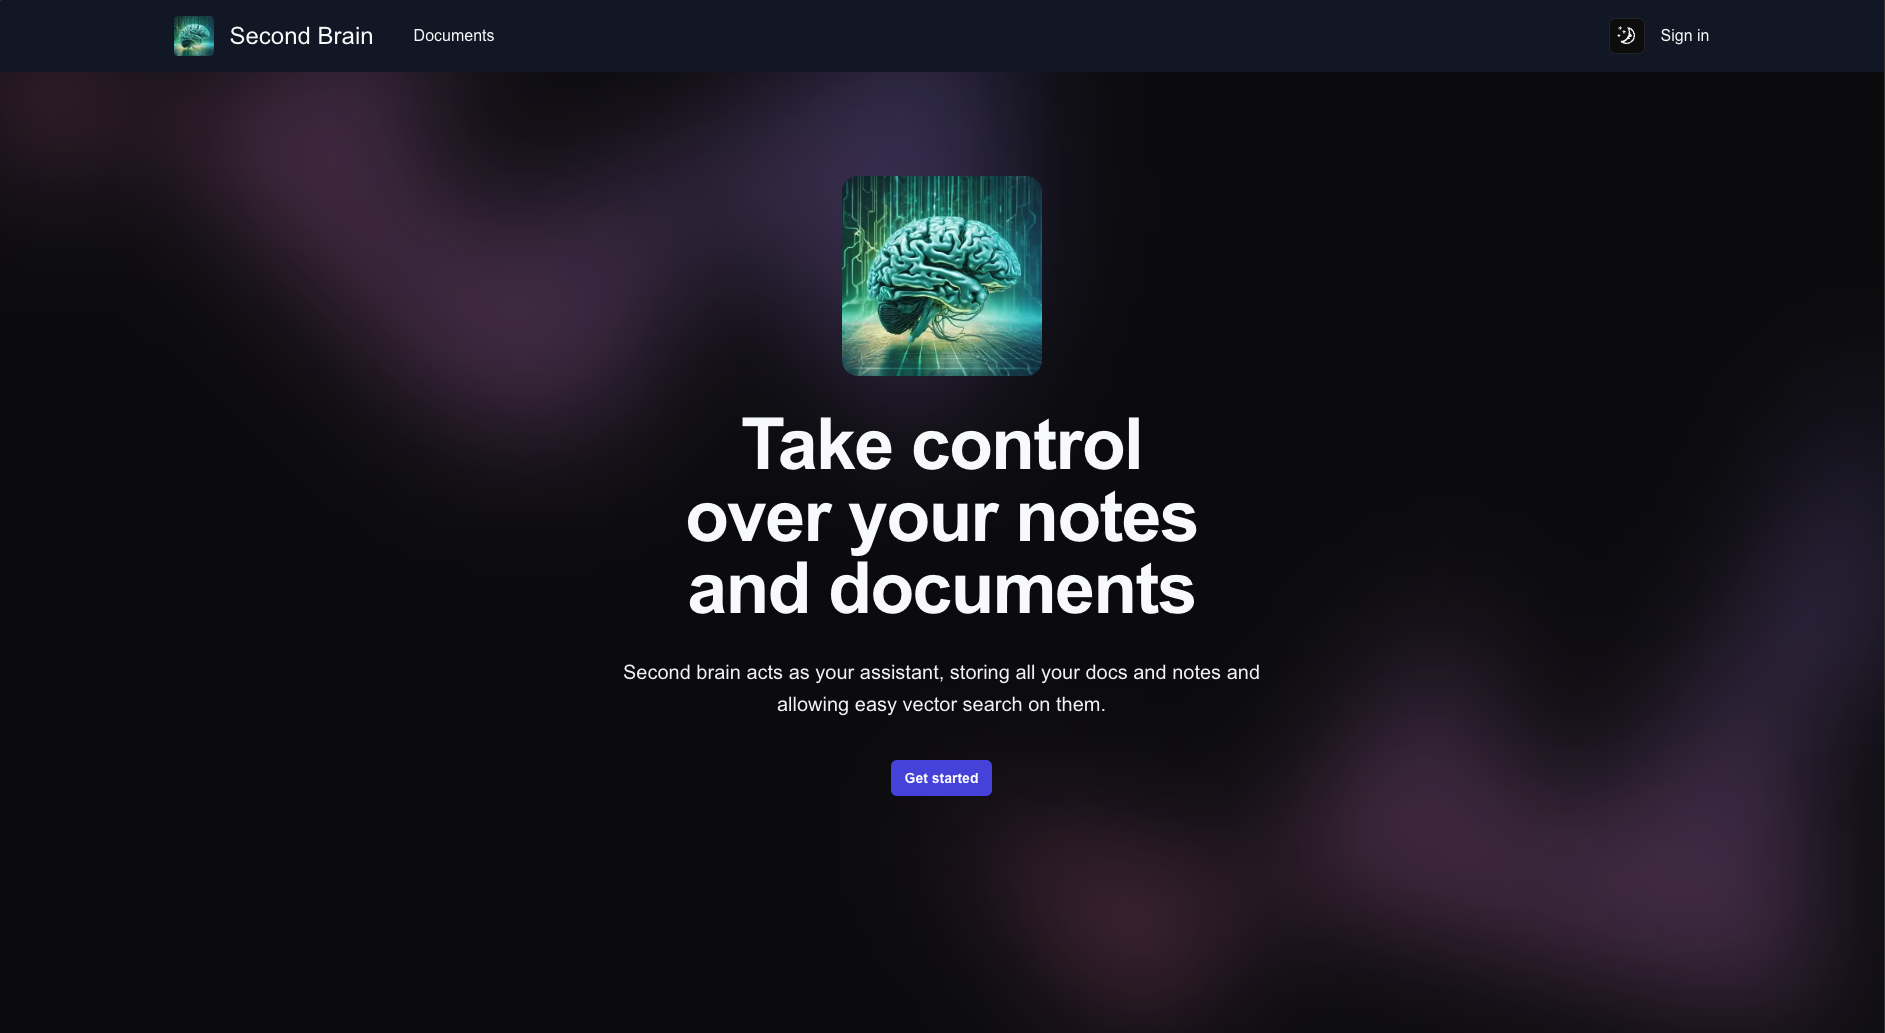 Second Brain
Documents
Sign in
Take control
over your notes
and documents
Second brain acts as your assistant, storing all your docs and notes and
allowing easy vector search on them.
Get started